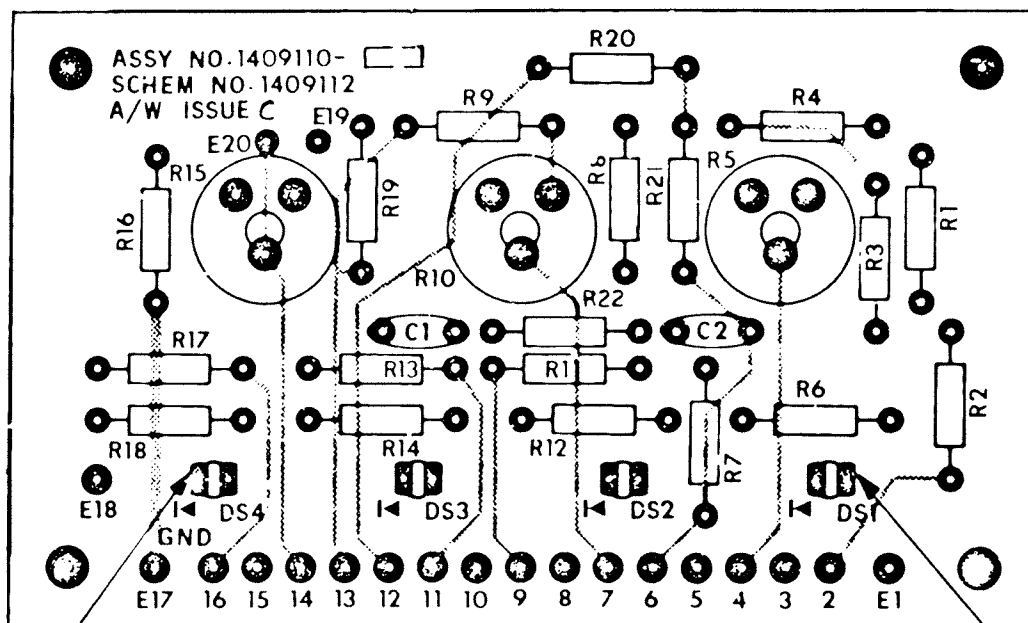 ASSY NO. 1409110-
SCHEM NO. 1409112
A/W ISSUE C
R20
E19
R9
R4
E20
R15
R16
R19
R6
R21
R5
R3
R1
R10
R22
C1
C2
R17
R13
R1
R2
R18
R14
R12
R7
R6
E18
DS4
DS3
DS2
DS1
GND
E17 16 15 14 13 12 11 10 9 8 7 6 5 4 3 2 E1